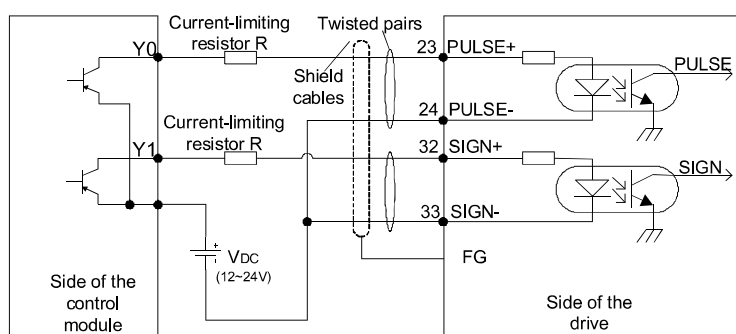 Current-limiting
resistor R
Twisted pairs
Y0
23 PULSE+
PULSE
Shield
cables
24 PULSE-
Current-limiting
resistor R
Y1
32 SIGN+
SIGN
33 SIGN-
VDC
(12~24V)
FG
Side of the
control
module
Side of the
drive